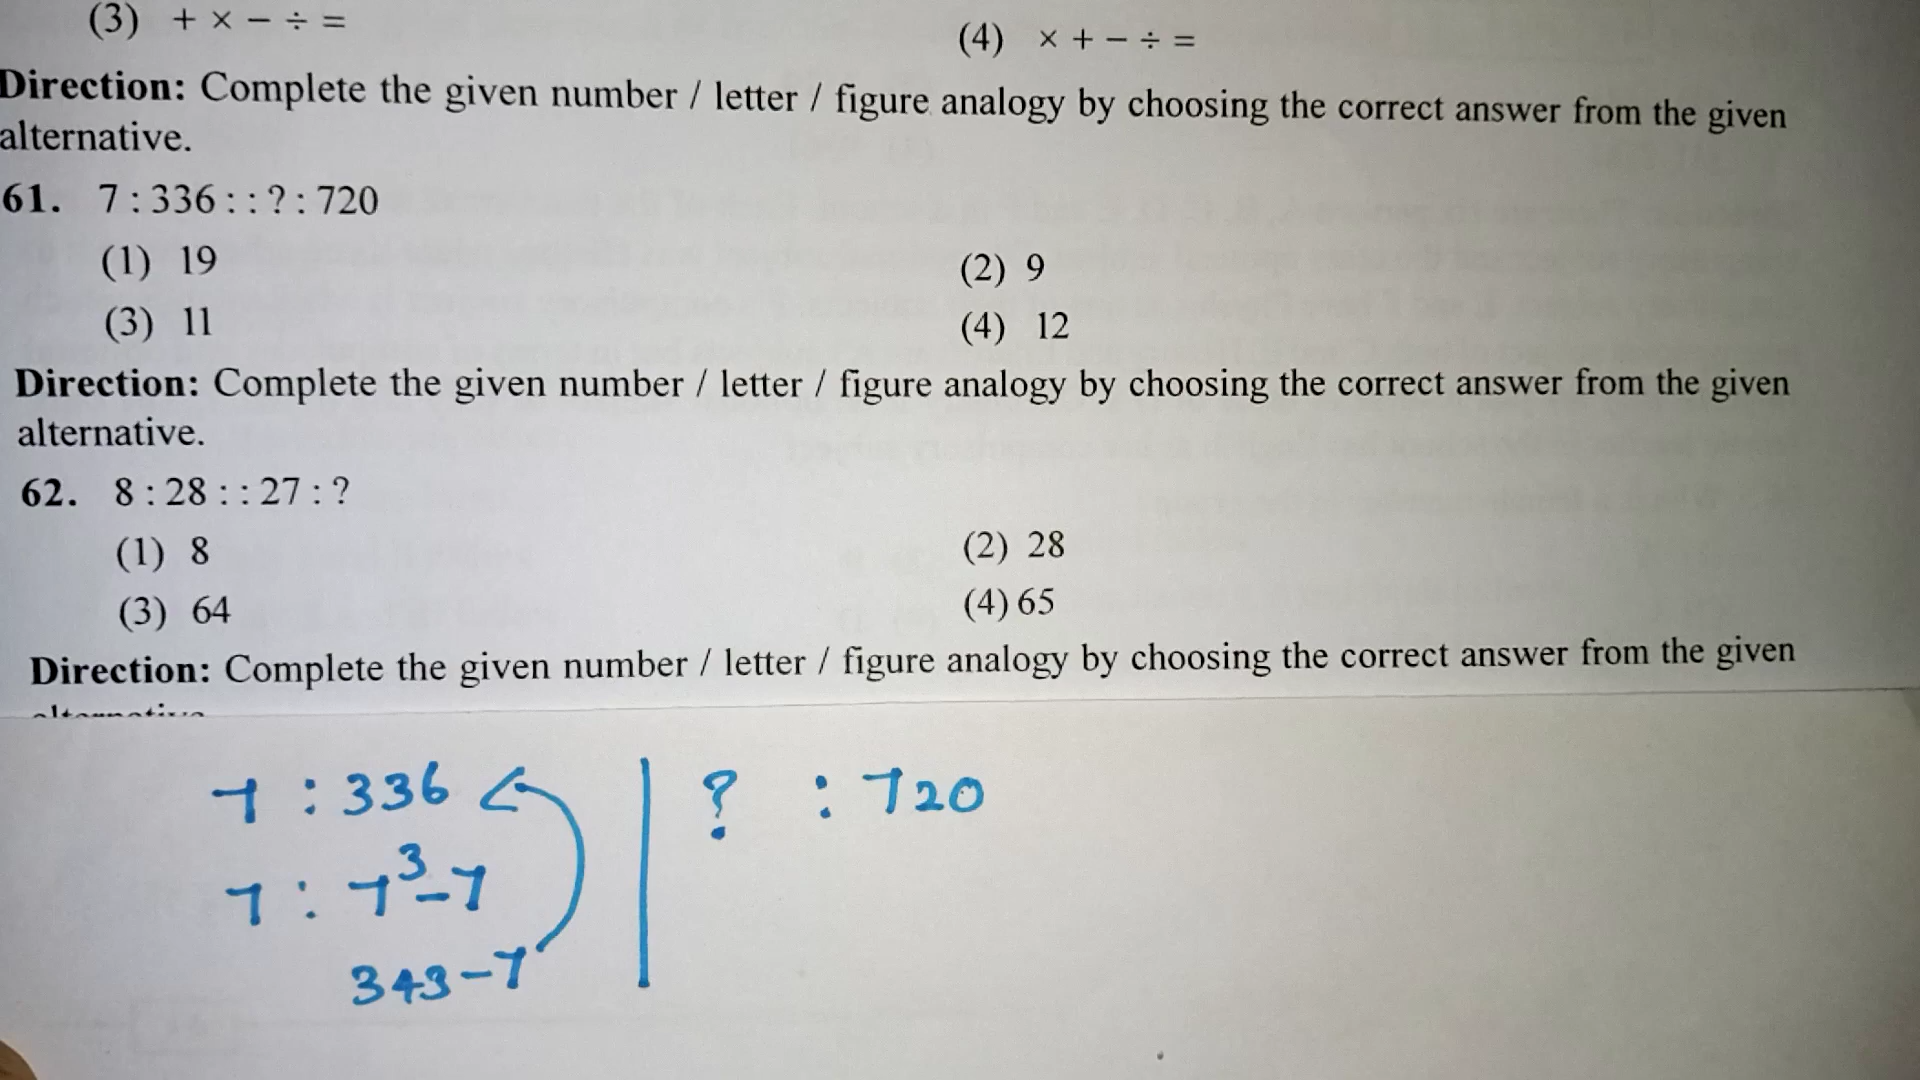 (3) + × − ÷ =
(4) × + − ÷ =
Direction: Complete the given number / letter / figure analogy by choosing the correct answer from the given
alternative.
61. 7 : 336 : : ? : 720
(1) 19
(2) 9
(3) 11
(4) 12
Direction: Complete the given number / letter / figure analogy by choosing the correct answer from the given
alternative.
62. 8 : 28 : : 27 : ?
(1) 8
(2) 28
(3) 64
(4) 65
Direction: Complete the given number / letter / figure analogy by choosing the correct answer from the given
7 : 336
7 : 7³-7
343-7
? : 720